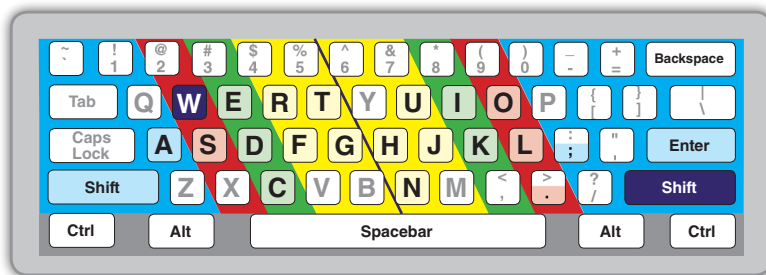 ~ ! @ # $ % ^ & * ( ) _ + Backspace
` 1 2 3 4 5 6 7 8 9 0 - =
Tab Q W E R T Y U I O P { } |
[ ] \
Caps Lock A S D F G H J K L : " Enter
; '
Shift Z X C V B N M < > ? Shift
, . /
Ctrl Alt Spacebar Alt Ctrl